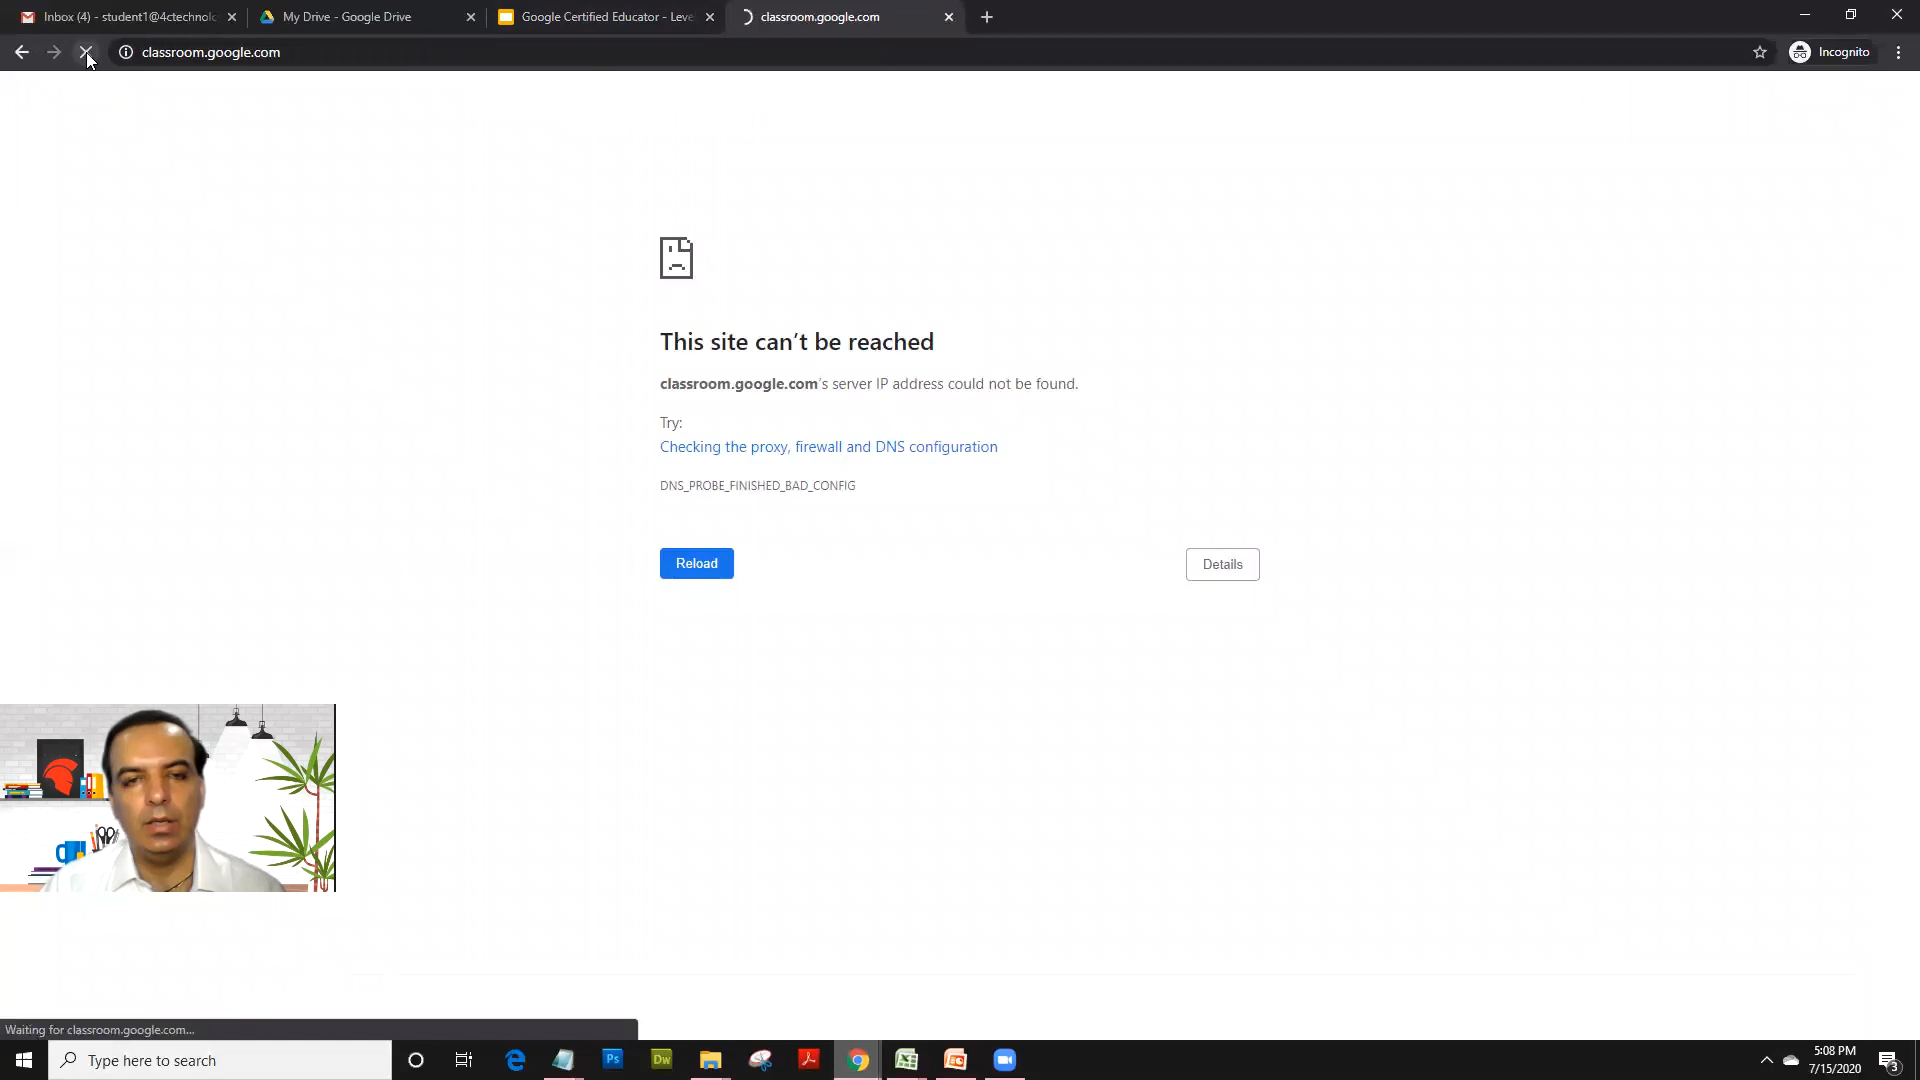 Inbox (4) - student1@4ctechnolo
My Drive - Google Drive
Google Certified Educator - Leve
classroom.google.com
classroom.google.com
Incognito
This site can't be reached
classroom.google.com's server IP address could not be found.
Try:
Checking the proxy, firewall and DNS configuration
DNS_PROBE_FINISHED_BAD_CONFIG
Reload
Details
Waiting for classroom.google.com...
Type here to search
Ps
Dw
5:08 PM
7/15/2020
3